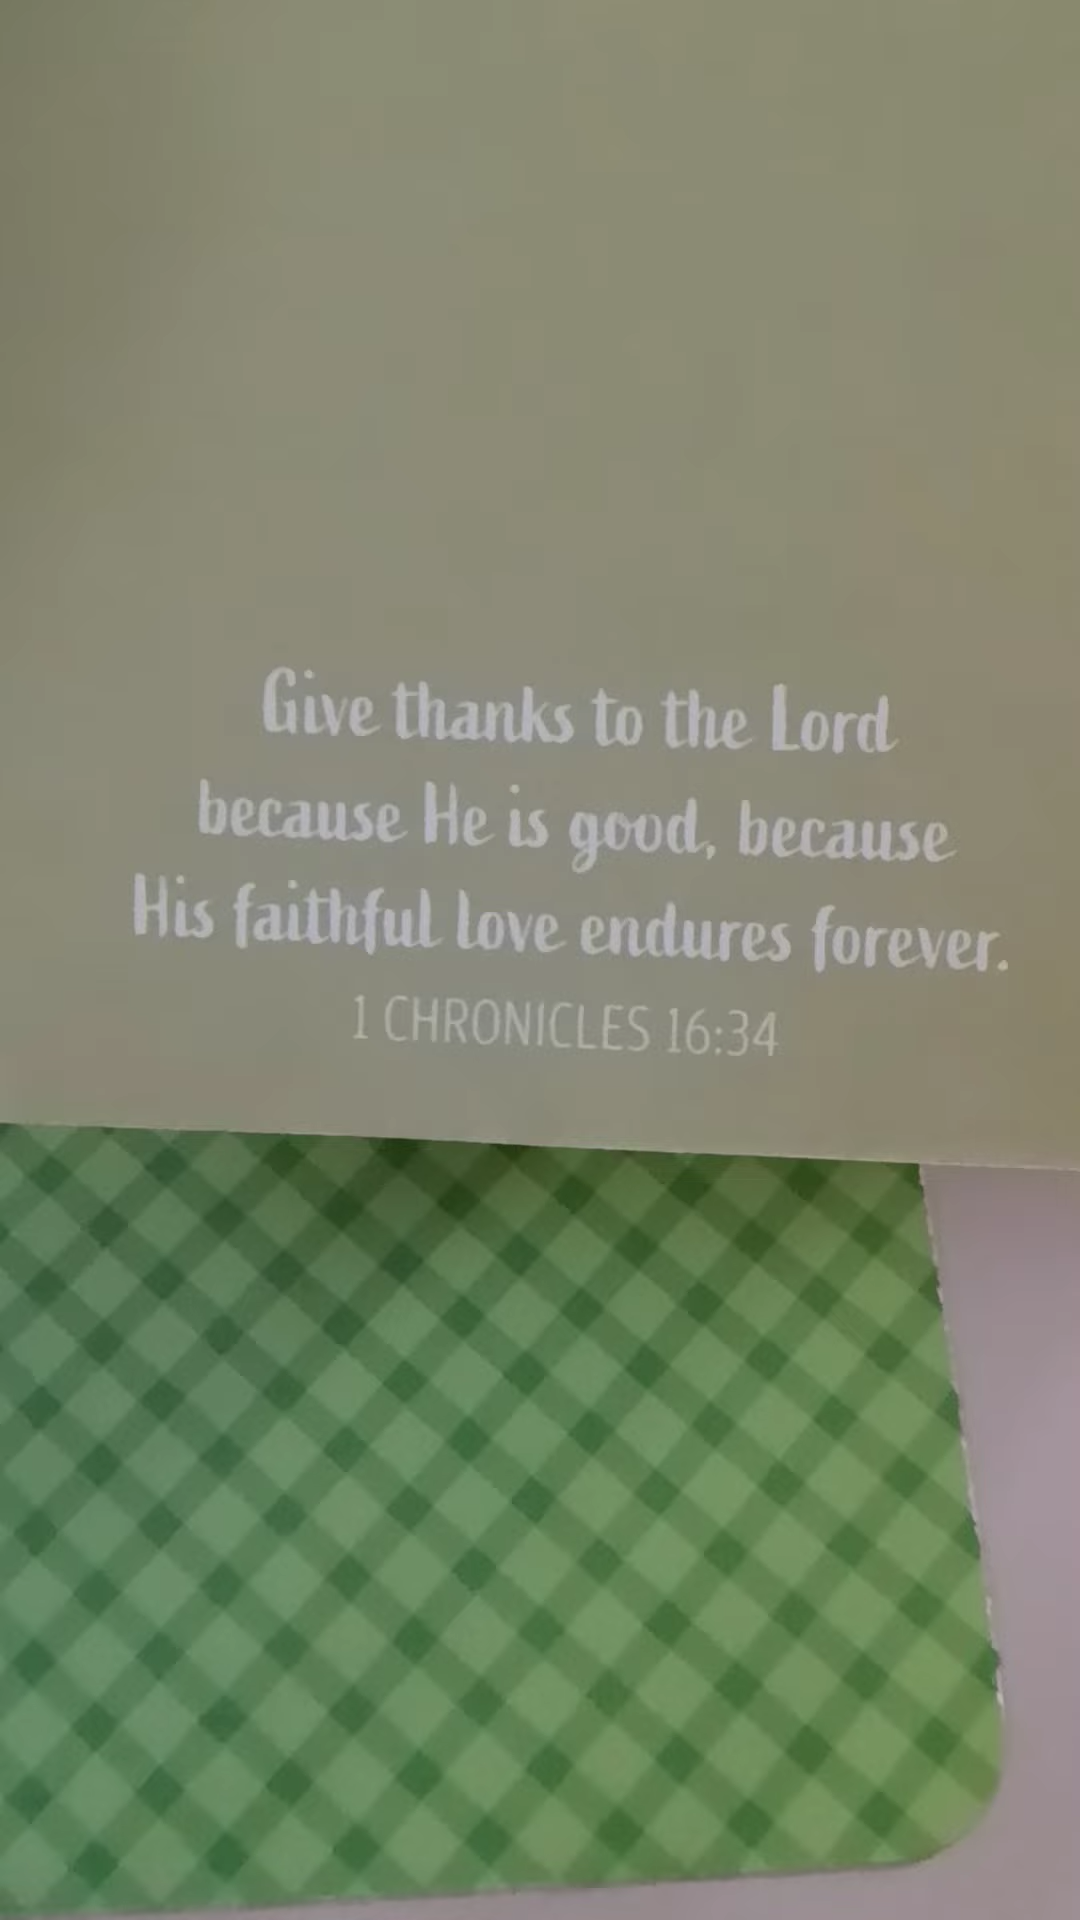 Give thanks to the Lord
because He is good, because
His faithful love endures forever.
1 CHRONICLES 16:34